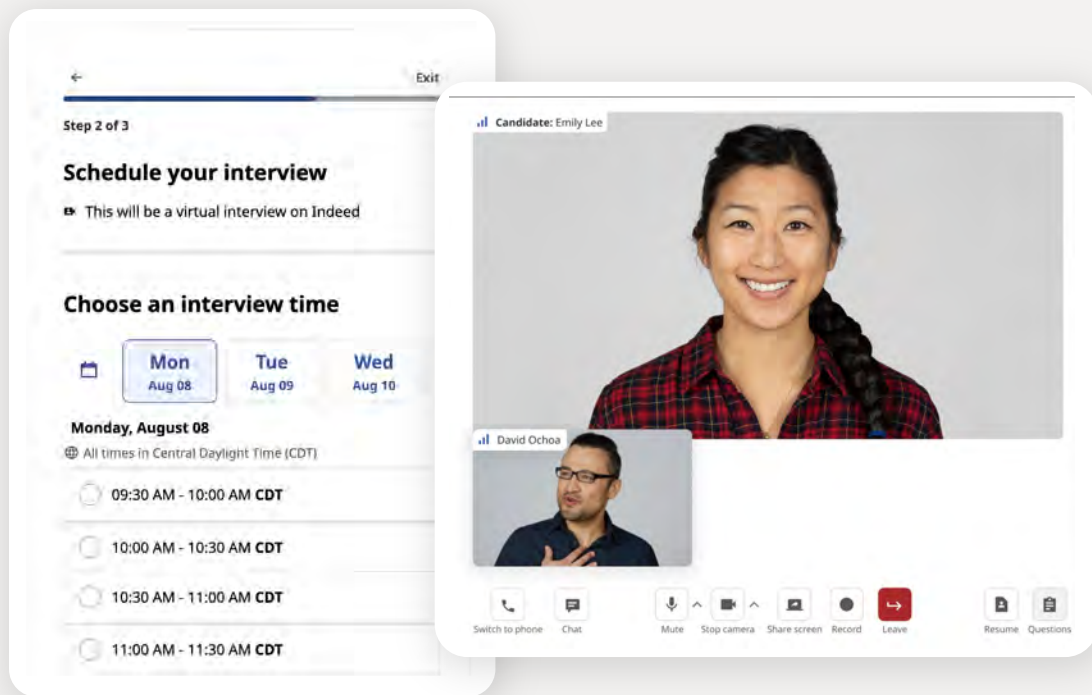 Exit
Step 2 of 3
Schedule your interview
This will be a virtual interview on Indeed
Choose an interview time
Mon Tue Wed
Aug 08 Aug 09 Aug 10
Monday, August 08
All times in Central Daylight Time (CDT)
09:30 AM - 10:00 AM CDT
10:00 AM - 10:30 AM CDT
10:30 AM - 11:00 AM CDT
11:00 AM - 11:30 AM CDT
Candidate: Emily Lee
David Ochoa
Switch to phone Chat Mute Stop camera Share screen Record Leave Resume Questions